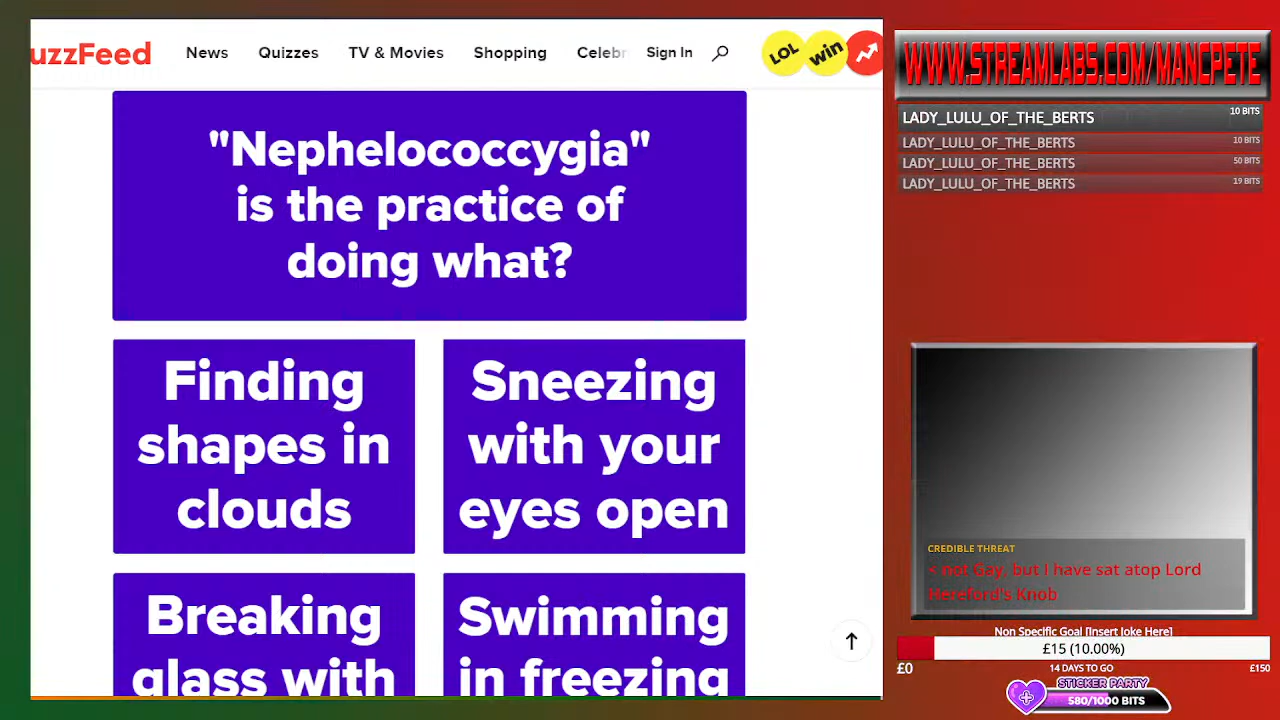 uzzFeed
News Quizzes TV & Movies Shopping Celebr Sign In
LOL win
"Nephelococcygia"
is the practice of
doing what?
Finding
shapes in
clouds
Sneezing
with your
eyes open
Breaking
glass with
Swimming
in freezing
WWW.STREAMLABS.COM/MANCPETE
LADY_LULU_OF_THE_BERTS 10 BITS
LADY_LULU_OF_THE_BERTS 10 BITS
LADY_LULU_OF_THE_BERTS 50 BITS
LADY_LULU_OF_THE_BERTS 19 BITS
CREDIBLE THREAT
< not Gay, but I have sat atop Lord
Hereford's Knob
Non Specific Goal [Insert Joke Here]
£15 (10.00%)
£0 14 DAYS TO GO £150
STICKER PARTY
580/1000 BITS